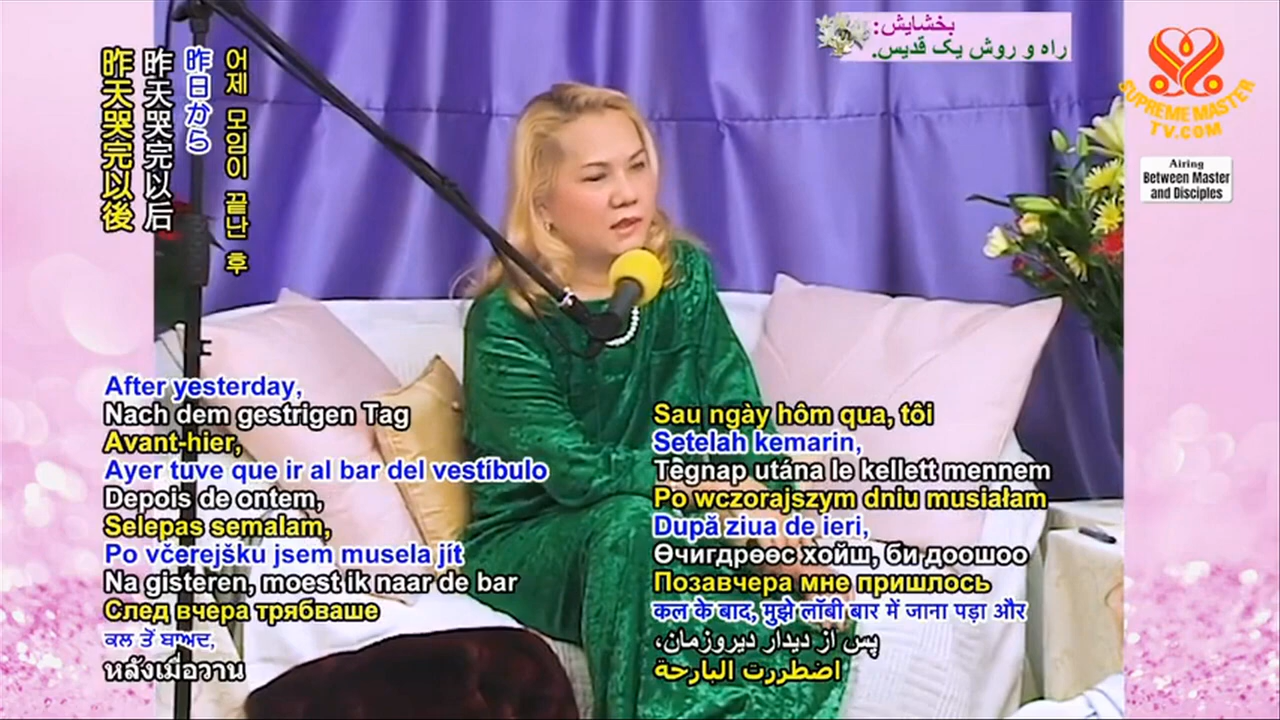 بخشایش:
راه و روش یک قدیس.
SUPREME MASTER
TV.COM
Airing
Between Master
and Disciples
어제 모임이 끝난 후
昨日から
昨天哭完以后
昨天哭完以後
After yesterday,
Nach dem gestrigen Tag
Avant-hier,
Ayer tuve que ir al bar del vestíbulo
Depois de ontem,
Selepas semalam,
Po včerejšku jsem musela jít
Na gisteren, moest ik naar de bar
След вчера трябваше
ਕਲ ਤੋਂ ਬਾਅਦ,
หลังเมื่อวาน
Sau ngày hôm qua, tôi
Setelah kemarin,
Tegnap utána le kellett mennem
Po wczorajszym dniu musiałam
După ziua de ieri,
Өчигдрөөс хойш, би доошоо
Позавчера мне пришлось
कल के बाद, मुझे लॉबी बार में जाना पड़ा और
پس از دیدار دیروزمان،
اضطررت البارحة